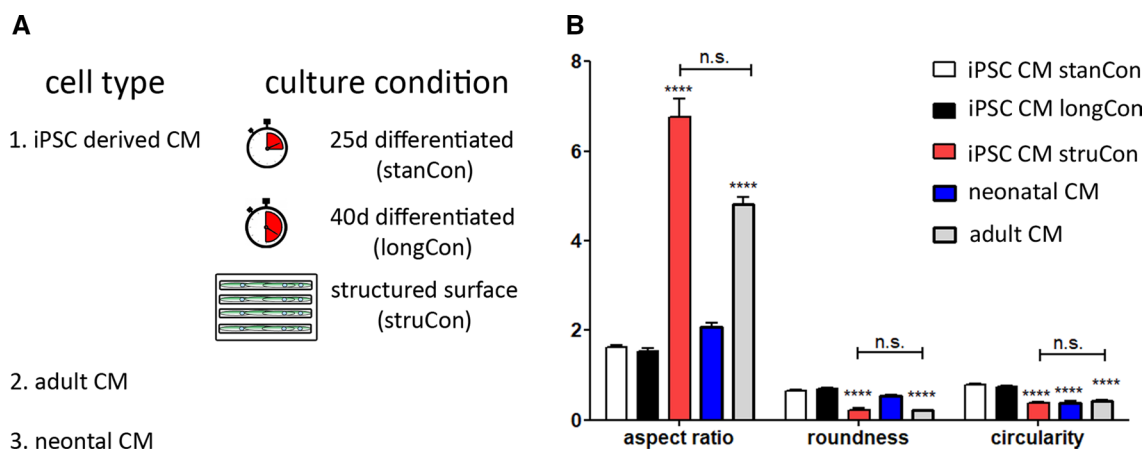 A
cell type
culture condition
1. iPSC derived CM
25d differentiated
(stanCon)
40d differentiated
(longCon)
structured surface
(struCon)
2. adult CM
3. neontal CM
B
8
6
4
2
0
n.s.
****
****
n.s.
****
****
n.s.
****
****
****
aspect ratio
roundness
circularity
iPSC CM stanCon
iPSC CM longCon
iPSC CM struCon
neonatal CM
adult CM